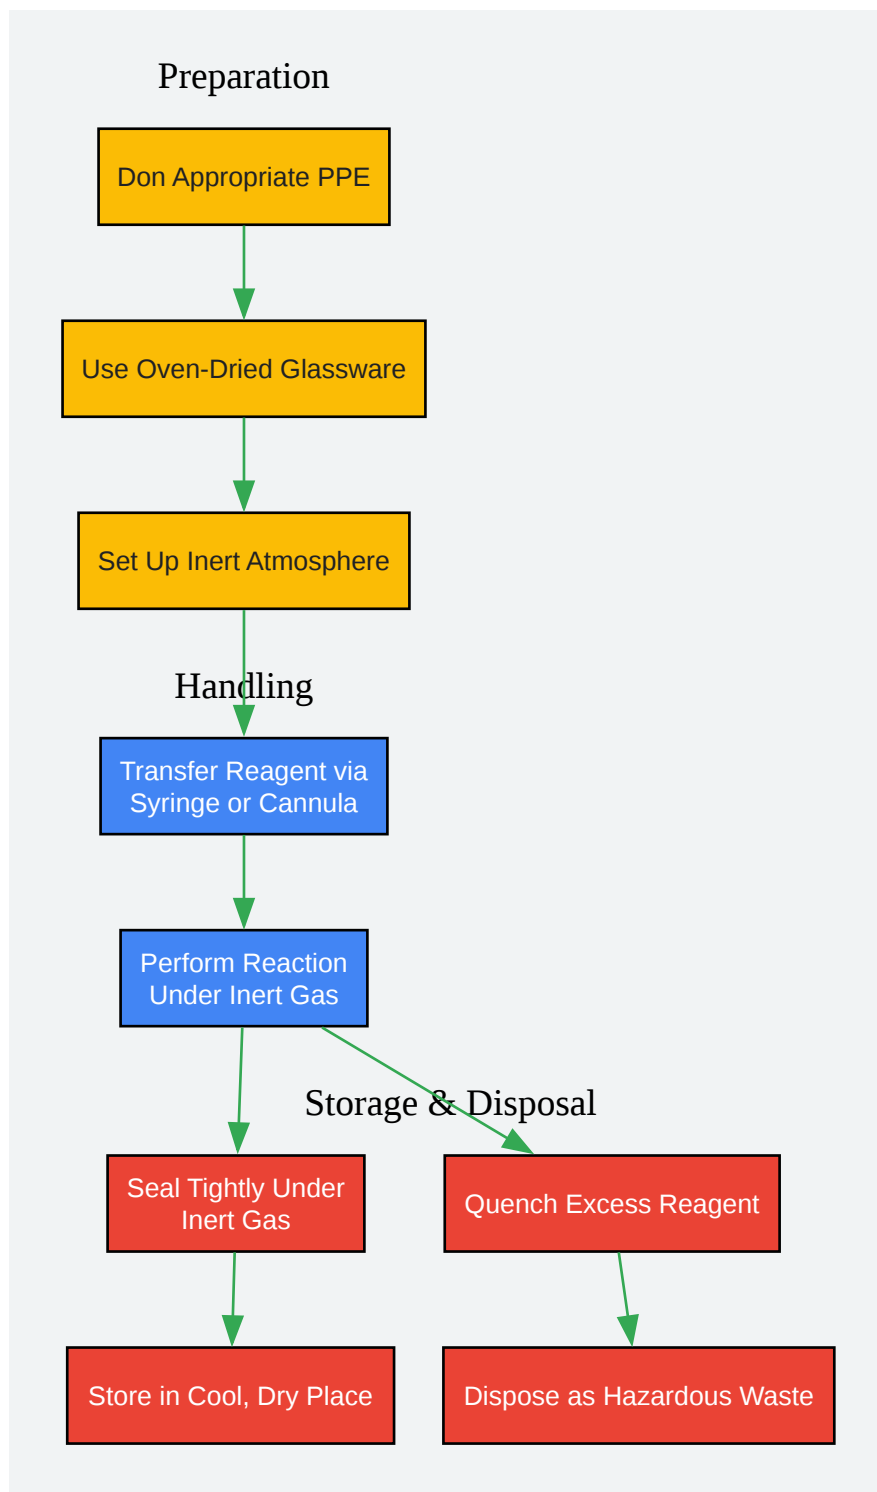 Preparation
Don Appropriate PPE
Use Oven-Dried Glassware
Set Up Inert Atmosphere
Handling
Transfer Reagent via
Syringe or Cannula
Perform Reaction
Under Inert Gas
Storage & Disposal
Seal Tightly Under
Inert Gas
Quench Excess Reagent
Store in Cool, Dry Place
Dispose as Hazardous Waste